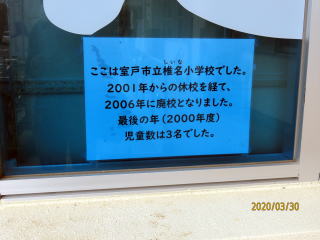 しいな
ここは室戸市立椎名小学校でした。
2001年からの休校を経て、
2006年に廃校となりました。
最後の年(2000年度)
児童数は3名でした。
2020/03/30